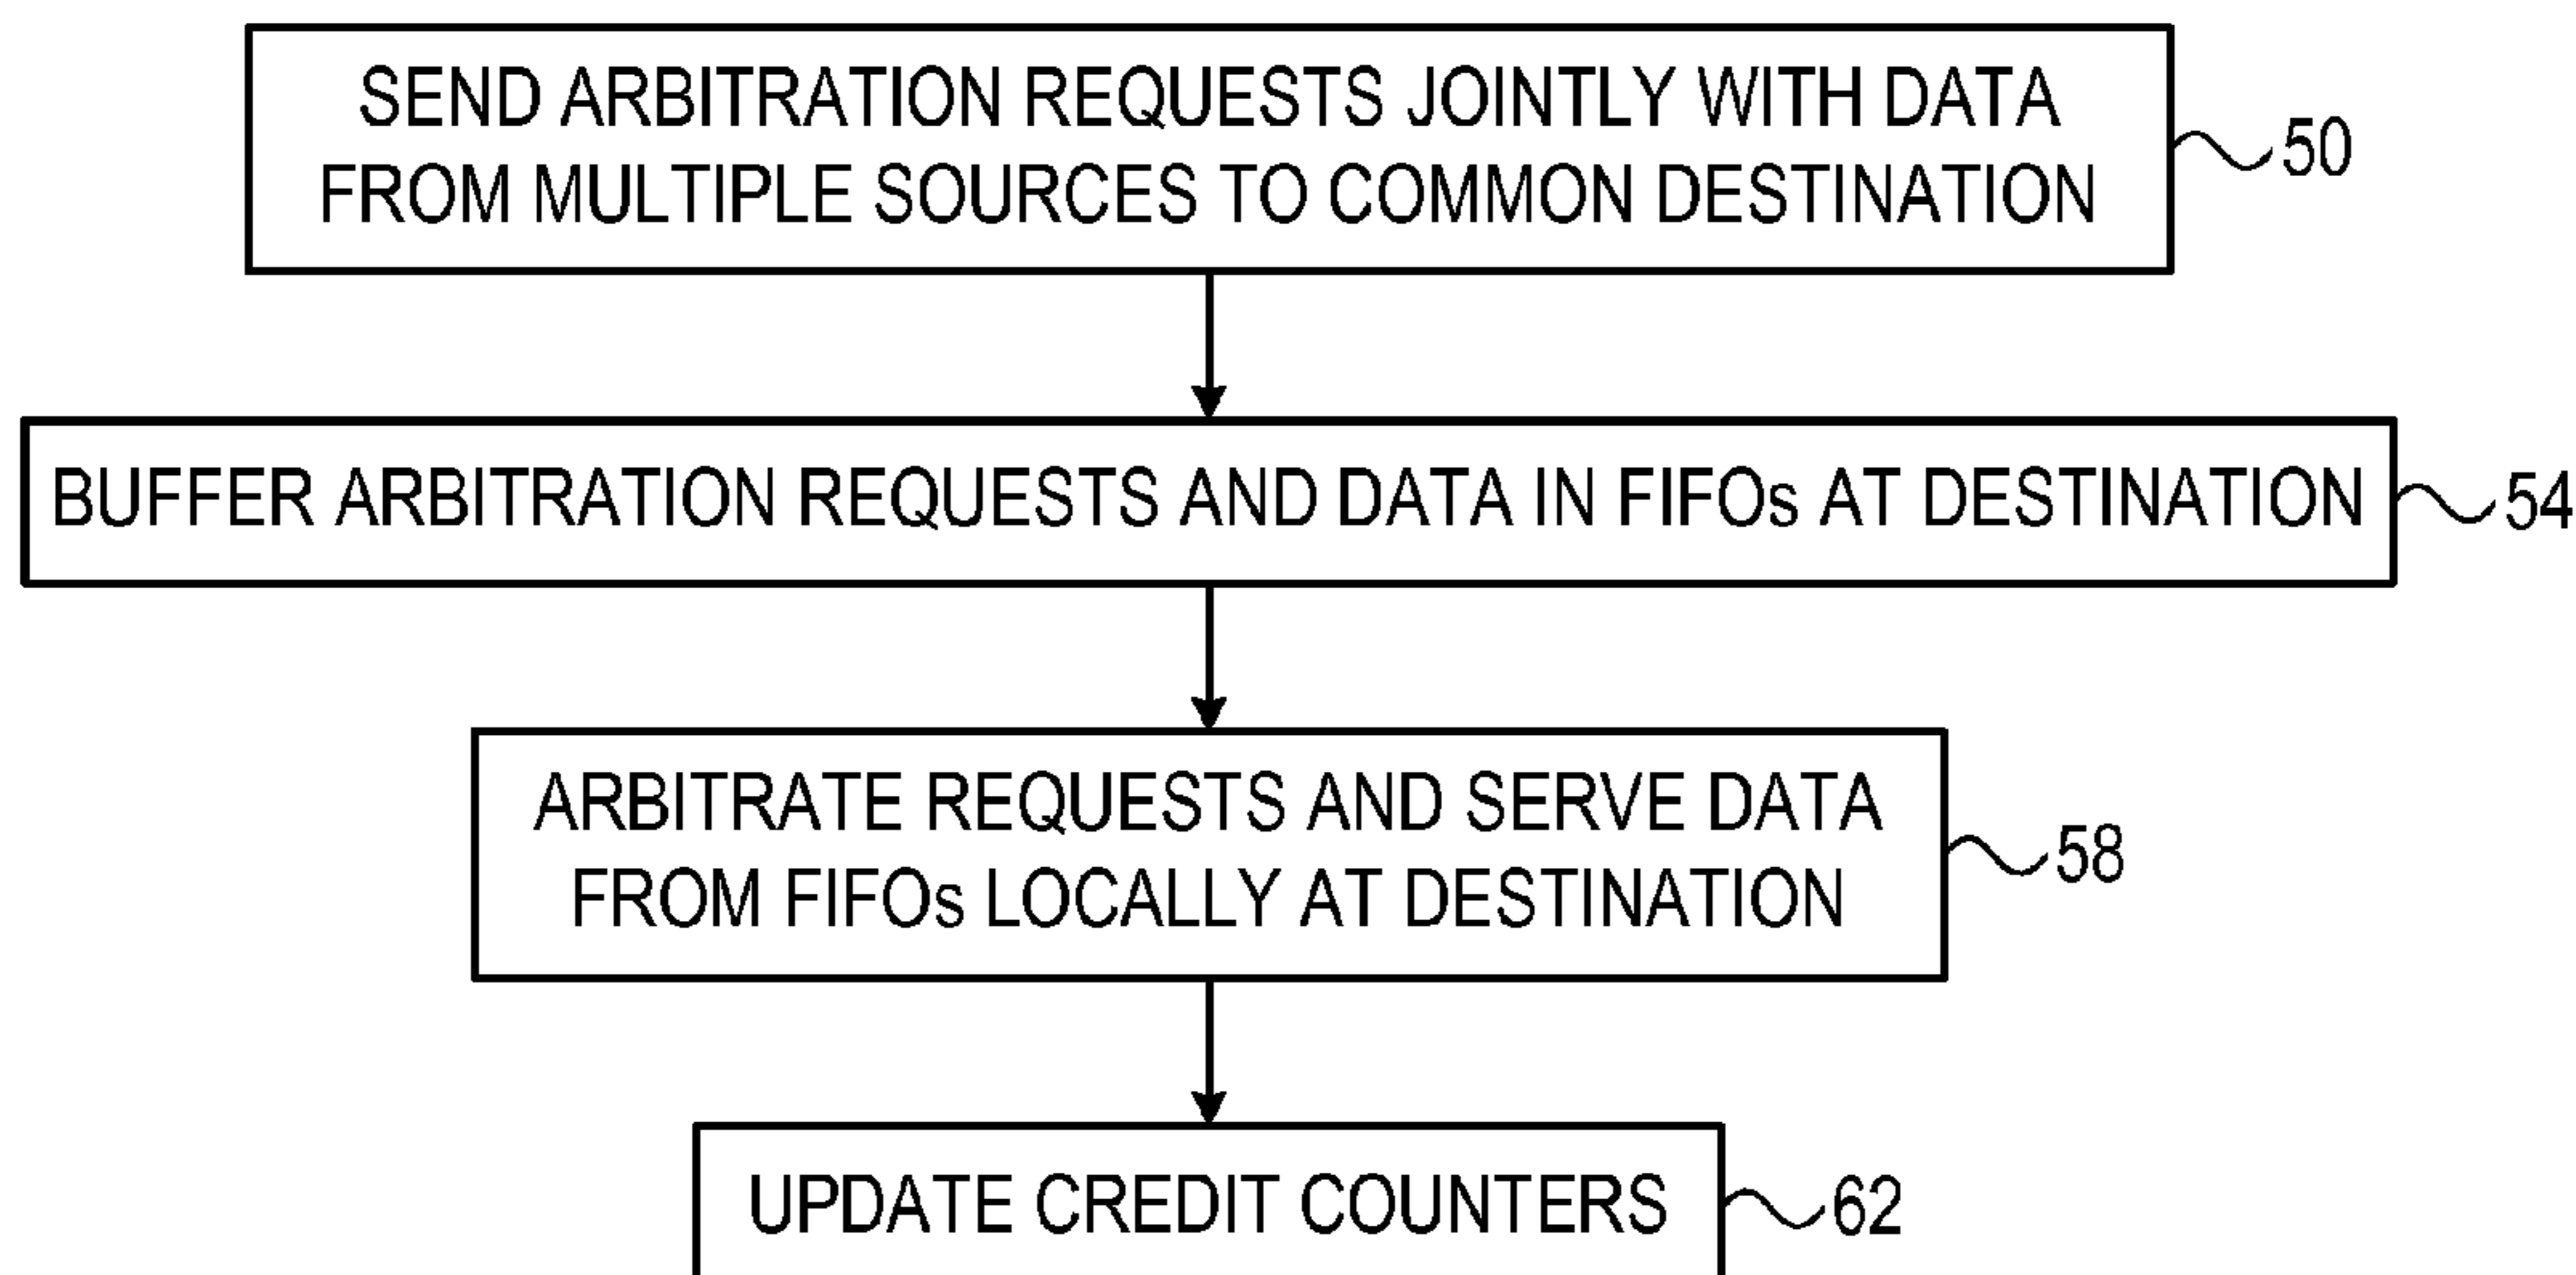 SEND ARBITRATION REQUESTS JOINTLY WITH DATA
FROM MULTIPLE SOURCES TO COMMON DESTINATION
50
BUFFER ARBITRATION REQUESTS AND DATA IN FIFOs AT DESTINATION
54
ARBITRATE REQUESTS AND SERVE DATA
FROM FIFOs LOCALLY AT DESTINATION
58
UPDATE CREDIT COUNTERS
62